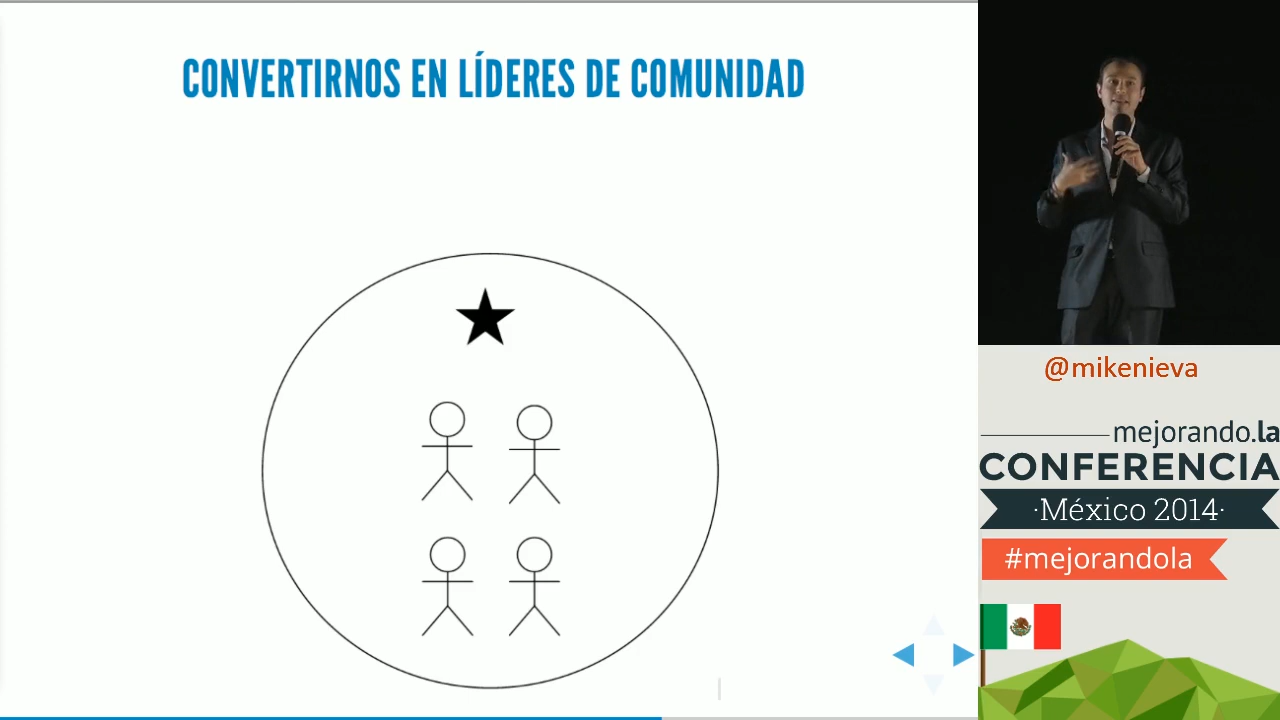 CONVERTIRNOS EN LÍDERES DE COMUNIDAD
@mikenieva
mejorando.la
CONFERENCIA
·México 2014·
#mejorandola